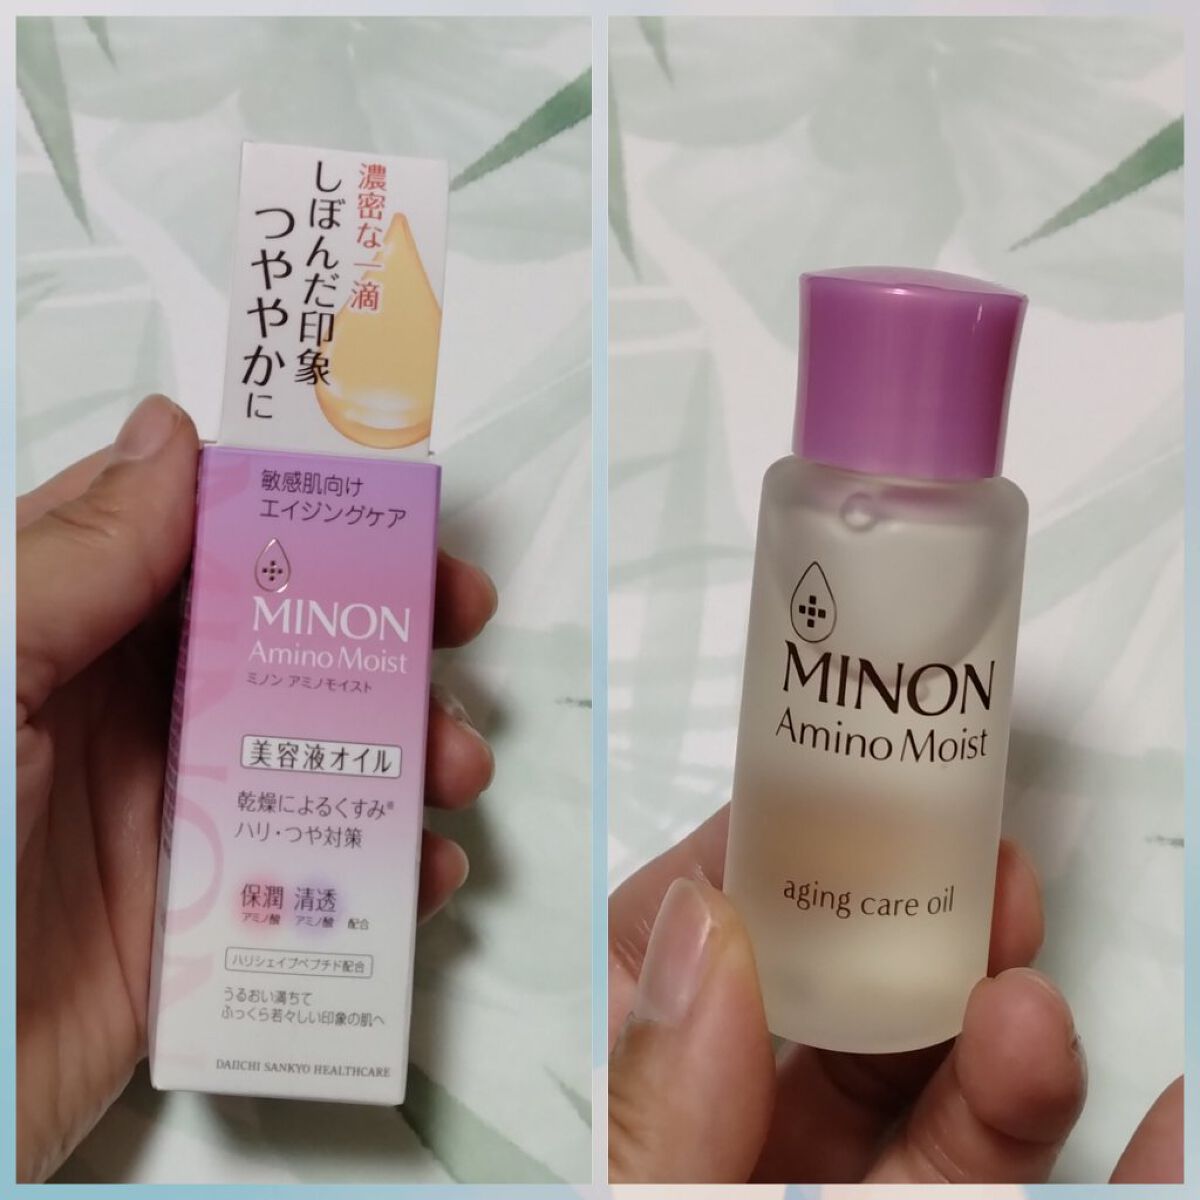 濃密な一滴
しぼんだ印象
つややかに
敏感肌向け
エイジングケア
MINON
Amino Moist
ミノン アミノモイスト
美容液オイル
乾燥によるくすみ※
ハリ・つや対策
保潤 清透
アミノ酸 アミノ酸 配合
ハリシェイプペプチド配合
うるおい満ちて
ふっくら若々しい印象の肌へ
DAIICHI SANKYO HEALTHCARE
MINON
MINON
Amino Moist
aging care oil